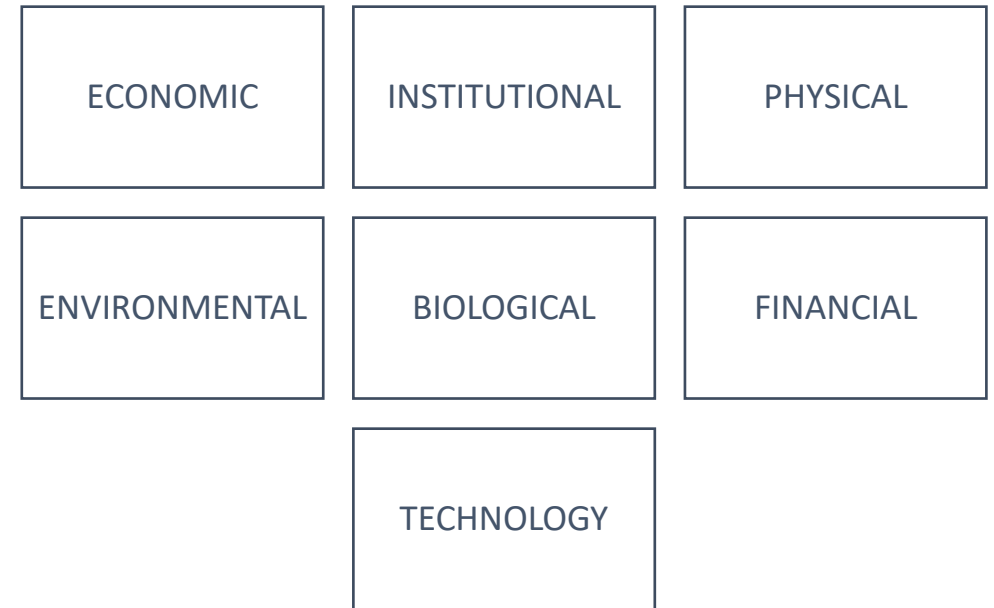 ECONOMIC
INSTITUTIONAL
PHYSICAL
ENVIRONMENTAL
BIOLOGICAL
FINANCIAL
TECHNOLOGY